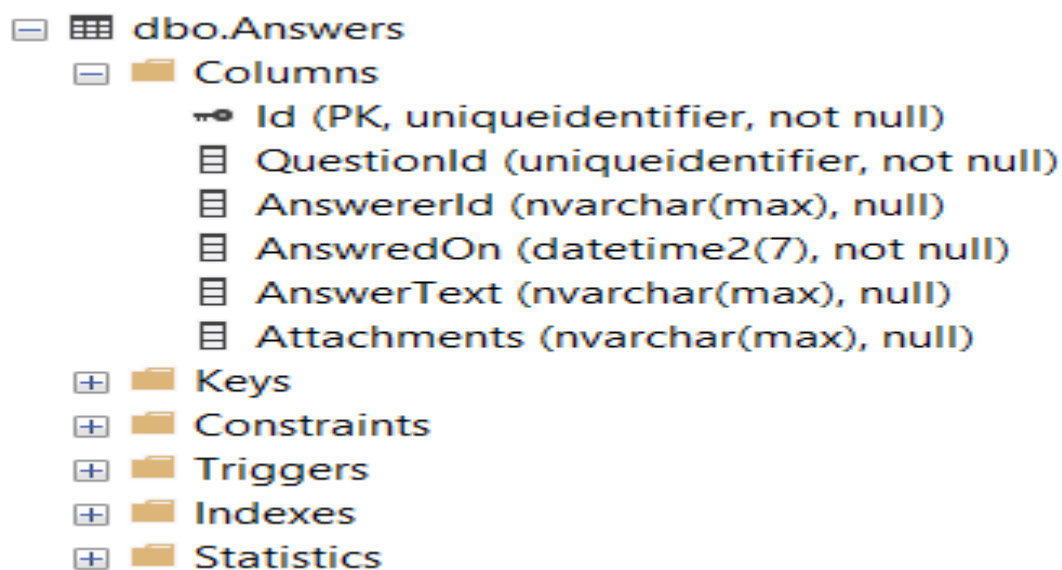 dbo.Answers
Columns
Id (PK, uniqueidentifier, not null)
QuestionId (uniqueidentifier, not null)
AnswererId (nvarchar(max), null)
AnswredOn (datetime2(7), not null)
AnswerText (nvarchar(max), null)
Attachments (nvarchar(max), null)
Keys
Constraints
Triggers
Indexes
Statistics